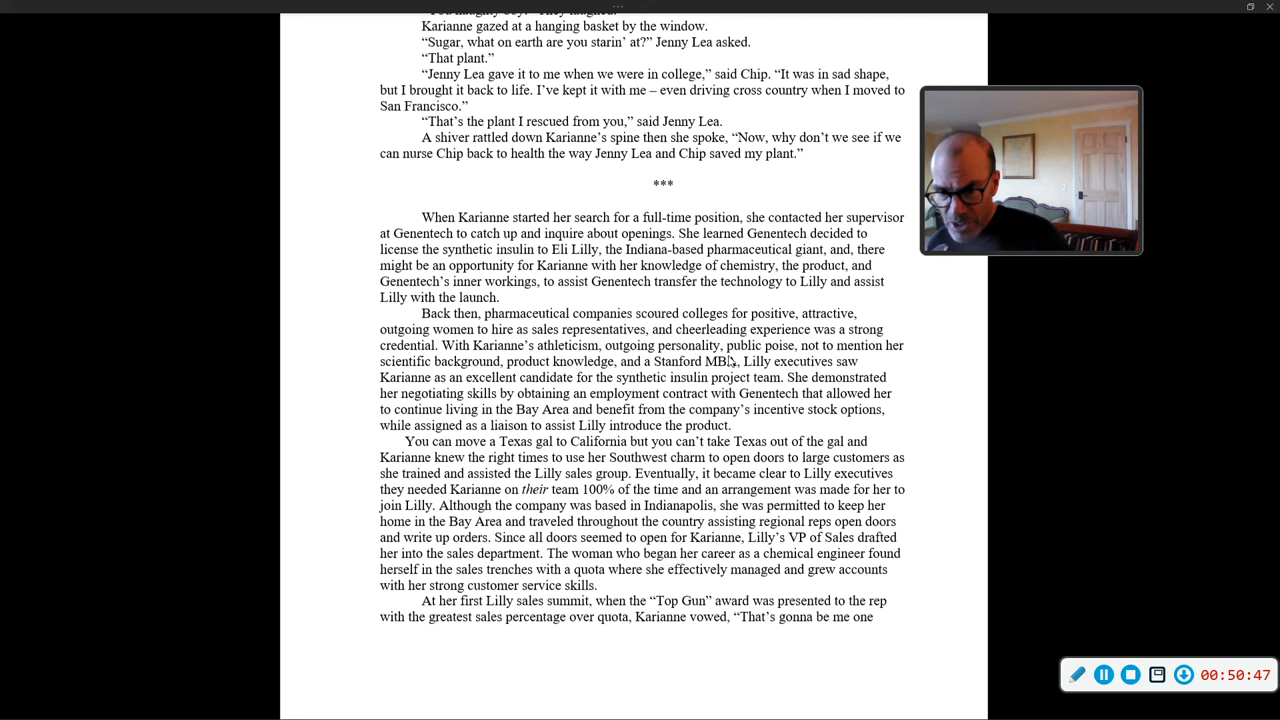 Karianne gazed at a hanging basket by the window.
“Sugar, what on earth are you starin’ at?” Jenny Lea asked.
“That plant.”
“Jenny Lea gave it to me when we were in college,” said Chip. “It was in sad shape,
but I brought it back to life. I’ve kept it with me – even driving cross country when I moved to
San Francisco.”
“That’s the plant I rescued from you,” said Jenny Lea.
A shiver rattled down Karianne’s spine then she spoke, “Now, why don’t we see if we
can nurse Chip back to health the way Jenny Lea and Chip saved my plant.”
***
When Karianne started her search for a full-time position, she contacted her supervisor
at Genentech to catch up and inquire about openings. She learned Genentech decided to
license the synthetic insulin to Eli Lilly, the Indiana-based pharmaceutical giant, and, there
might be an opportunity for Karianne with her knowledge of chemistry, the product, and
Genentech’s inner workings, to assist Genentech transfer the technology to Lilly and assist
Lilly with the launch.
Back then, pharmaceutical companies scoured colleges for positive, attractive,
outgoing women to hire as sales representatives, and cheerleading experience was a strong
credential. With Karianne’s athleticism, outgoing personality, public poise, not to mention her
scientific background, product knowledge, and a Stanford MBA, Lilly executives saw
Karianne as an excellent candidate for the synthetic insulin project team. She demonstrated
her negotiating skills by obtaining an employment contract with Genentech that allowed her
to continue living in the Bay Area and benefit from the company’s incentive stock options,
while assigned as a liaison to assist Lilly introduce the product.
You can move a Texas gal to California but you can’t take Texas out of the gal and
Karianne knew the right times to use her Southwest charm to open doors to large customers as
she trained and assisted the Lilly sales group. Eventually, it became clear to Lilly executives
they needed Karianne on their team 100% of the time and an arrangement was made for her to
join Lilly. Although the company was based in Indianapolis, she was permitted to keep her
home in the Bay Area and traveled throughout the country assisting regional reps open doors
and write up orders. Since all doors seemed to open for Karianne, Lilly’s VP of Sales drafted
her into the sales department. The woman who began her career as a chemical engineer found
herself in the sales trenches with a quota where she effectively managed and grew accounts
with her strong customer service skills.
At her first Lilly sales summit, when the “Top Gun” award was presented to the rep
with the greatest sales percentage over quota, Karianne vowed, “That’s gonna be me one
00:50:47